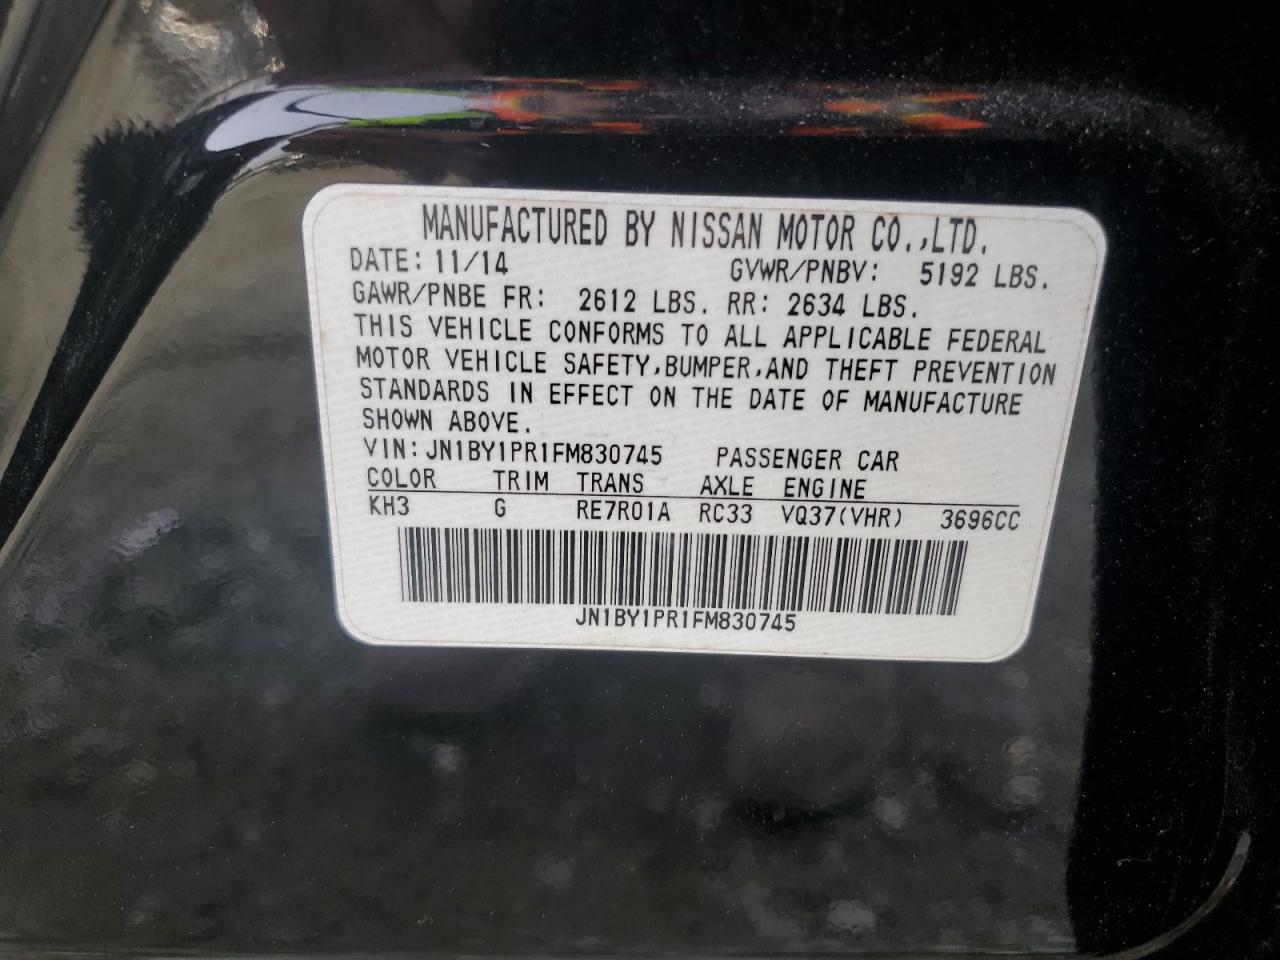 MANUFACTURED BY NISSAN MOTOR CO.,LTD.
DATE: 11/14 GVWR/PNBV: 5192 LBS.
GAWR/PNBE FR: 2612 LBS. RR: 2634 LBS.
THIS VEHICLE CONFORMS TO ALL APPLICABLE FEDERAL
MOTOR VEHICLE SAFETY,BUMPER,AND THEFT PREVENTION
STANDARDS IN EFFECT ON THE DATE OF MANUFACTURE
SHOWN ABOVE.
VIN:JN1BY1PR1FM830745 PASSENGER CAR
COLOR TRIM TRANS AXLE ENGINE
KH3 G RE7R01A RC33 VQ37(VHR) 3696CC
JN1BY1PR1FM830745